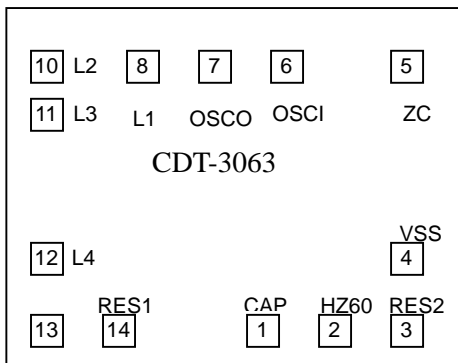 10 L2 8 7 6 5
11 L3 L1 OSCO OSCI ZC
CDT-3063
VSS
12 L4 4
RES1 CAP HZ60 RES2
13 14 1 2 3